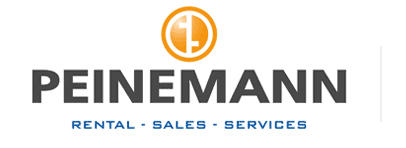 PEINEMANN
RENTAL - SALES - SERVICES